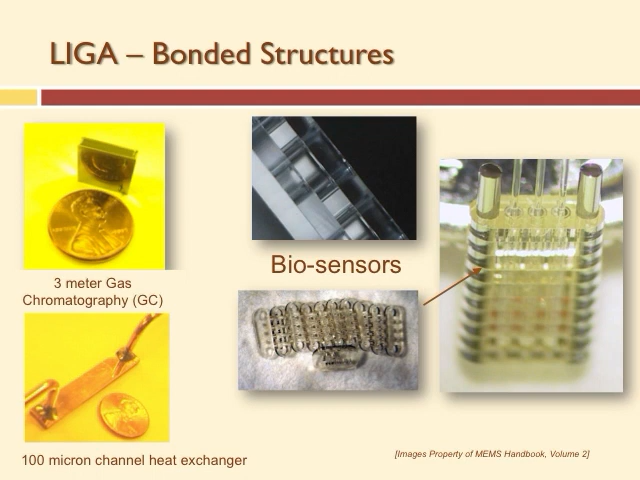 LIGA – Bonded Structures
3 meter Gas
Chromatography (GC)
Bio-sensors
100 micron channel heat exchanger
[Images Property of MEMS Handbook, Volume 2]